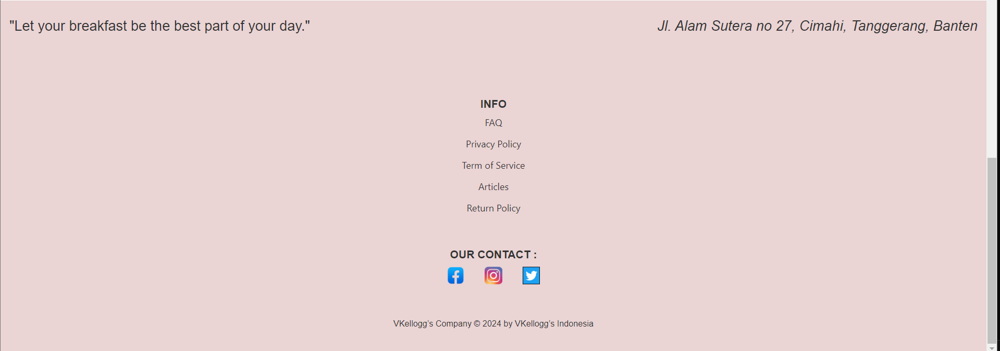 "Let your breakfast be the best part of your day."
Jl. Alam Sutera no 27, Cimahi, Tanggerang, Banten
INFO
FAQ
Privacy Policy
Term of Service
Articles
Return Policy
OUR CONTACT :
VKellogg’s Company © 2024 by VKellogg’s Indonesia